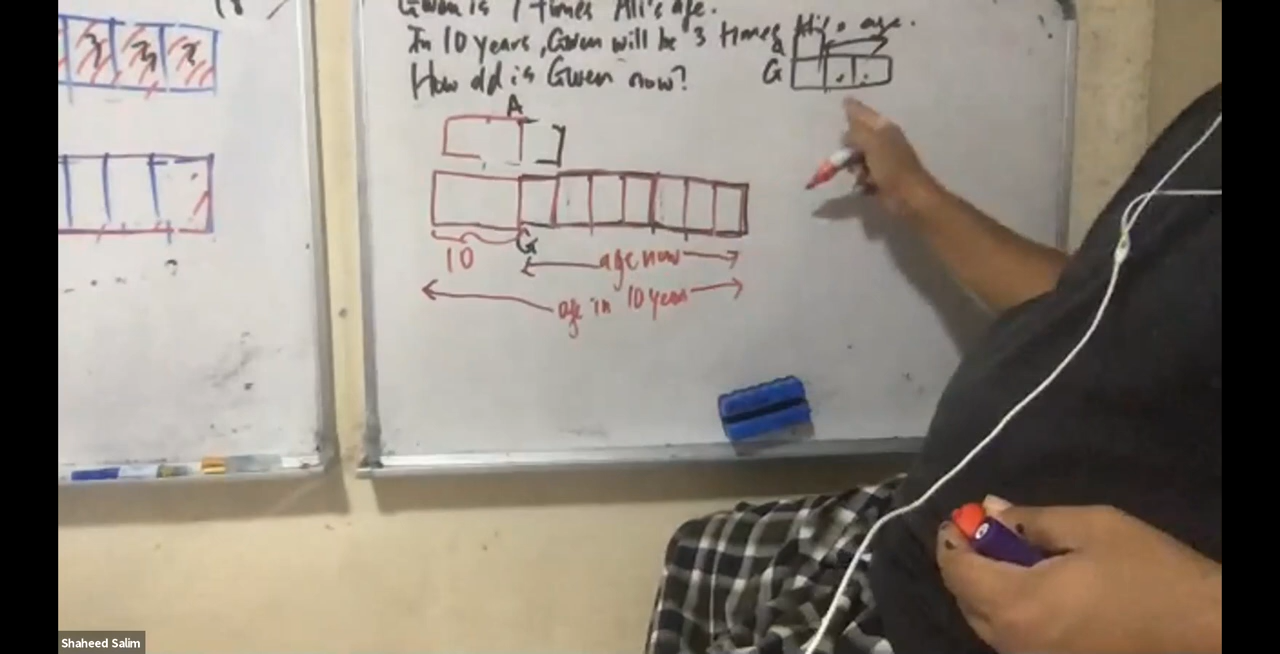 18
Gwen is 7 times Ali's age.
In 10 years, Gwen will be 3 times Ali's age.
How old is Gwen now?
G
A
G
10
age now
age in 10 years
Shaheed Salim